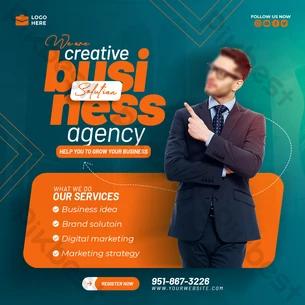 LOGO
HERE
FOLLOW US NOW
We are
creative
busi
Solution
ness
agency
HELP YOU TO GROW YOUR BUSINESS
WHAT WE DO
OUR SERVICES
Business idea
Brand solutoin
Digital marketing
Marketing strategy
REGISTER NOW
951-867-3226
WWW.YOURWEBSITE.COM